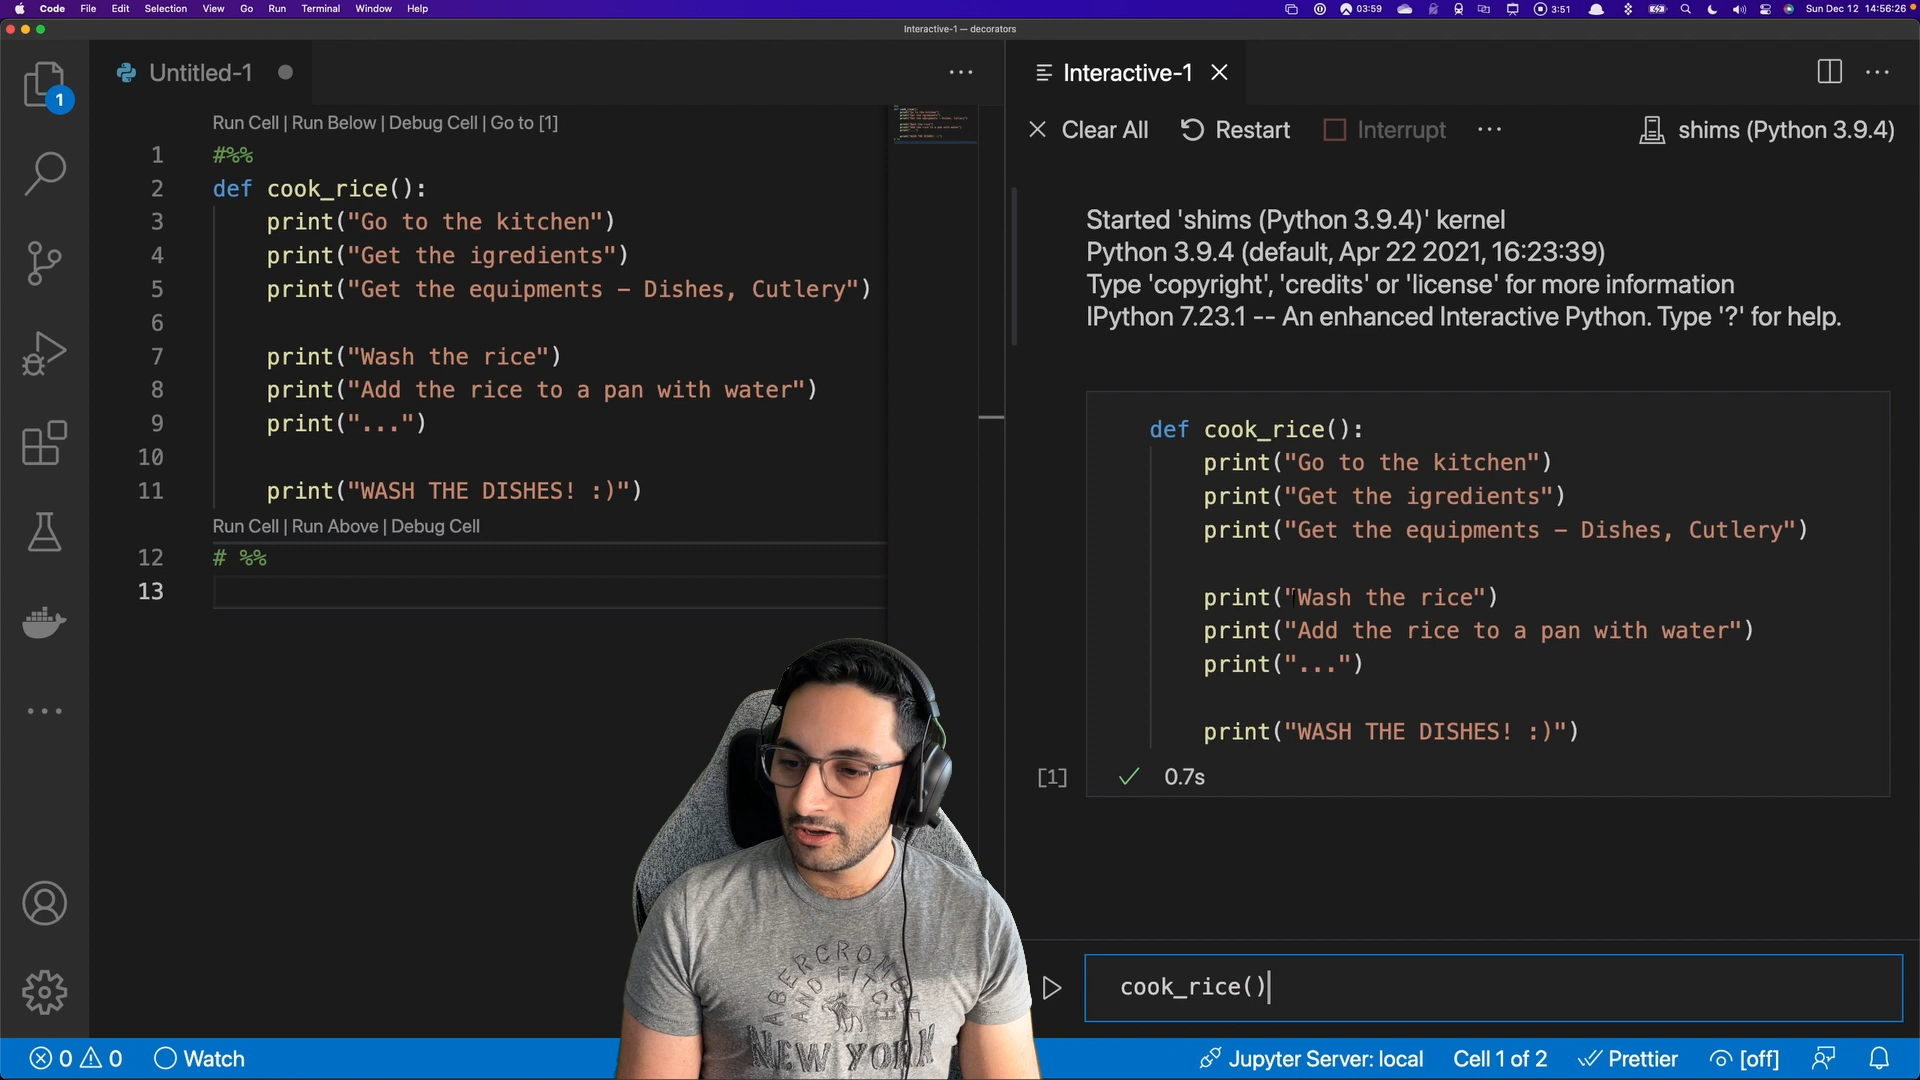 Code File Edit Selection View Go Run Terminal Window Help
03:59
3:51
Sun Dec 12 14:56:26
Interactive-1 — decorators
Untitled-1
Interactive-1
1
Run Cell | Run Below | Debug Cell | Go to [1]
1 #%%
2 def cook_rice():
3 print("Go to the kitchen")
4 print("Get the igredients")
5 print("Get the equipments – Dishes, Cutlery")
6
7 print("Wash the rice")
8 print("Add the rice to a pan with water")
9 print("...")
10
11 print("WASH THE DISHES! :)")
Run Cell | Run Above | Debug Cell
12 # %%
13
Clear All Restart Interrupt ··· shims (Python 3.9.4)
Started 'shims (Python 3.9.4)' kernel
Python 3.9.4 (default, Apr 22 2021, 16:23:39)
Type 'copyright', 'credits' or 'license' for more information
IPython 7.23.1 -- An enhanced Interactive Python. Type '?' for help.
def cook_rice():
print("Go to the kitchen")
print("Get the igredients")
print("Get the equipments – Dishes, Cutlery")
print("Wash the rice")
print("Add the rice to a pan with water")
print("...")
print("WASH THE DISHES! :)")
[1] 0.7s
cook_rice()
ABERCROMBIE
AND FITCH
NEW YORK
0 0 Watch
Jupyter Server: local Cell 1 of 2 Prettier [off]